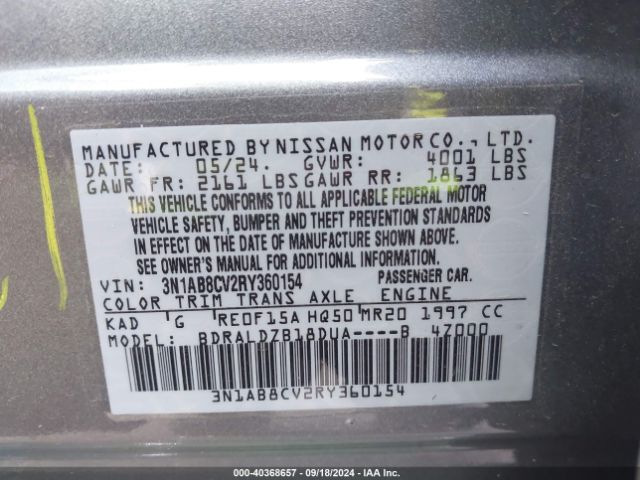 MANUFACTURED BY NISSAN MOTOR CO., LTD.
DATE: 05/24. GVWR: 4001 LBS
GAWR FR: 2161 LBS GAWR RR: 1863 LBS
THIS VEHICLE CONFORMS TO ALL APPLICABLE FEDERAL MOTOR
VEHICLE SAFETY, BUMPER AND THEFT PREVENTION STANDARDS
IN EFFECT ON THE DATE OF MANUFACTURE SHOWN ABOVE.
SEE OWNER'S MANUAL FOR ADDITIONAL INFORMATION
VIN: 3N1AB8CV2RY360154 PASSENGER CAR.
COLOR TRIM TRANS AXLE ENGINE
KAD G RE0F15A HQ50 MR20 1997 CC
MODEL: BDRALDZB18DUA----B 4Z000
3N1AB8CV2RY360154
000-40368657 - 09/18/2024 - IAA Inc.